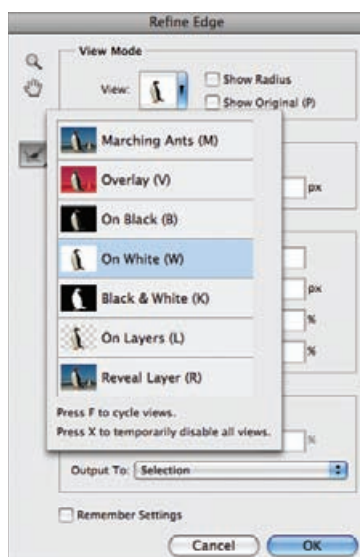 Refine Edge
View Mode
View:
Show Radius
Show Original (P)
Marching Ants (M)
Overlay (V)
px
On Black (B)
On White (W)
Black & White (K)
px
%
On Layers (L)
%
Reveal Layer (R)
Press F to cycle views.
Press X to temporarily disable all views.
%
Output To: Selection
Remember Settings
Cancel
OK